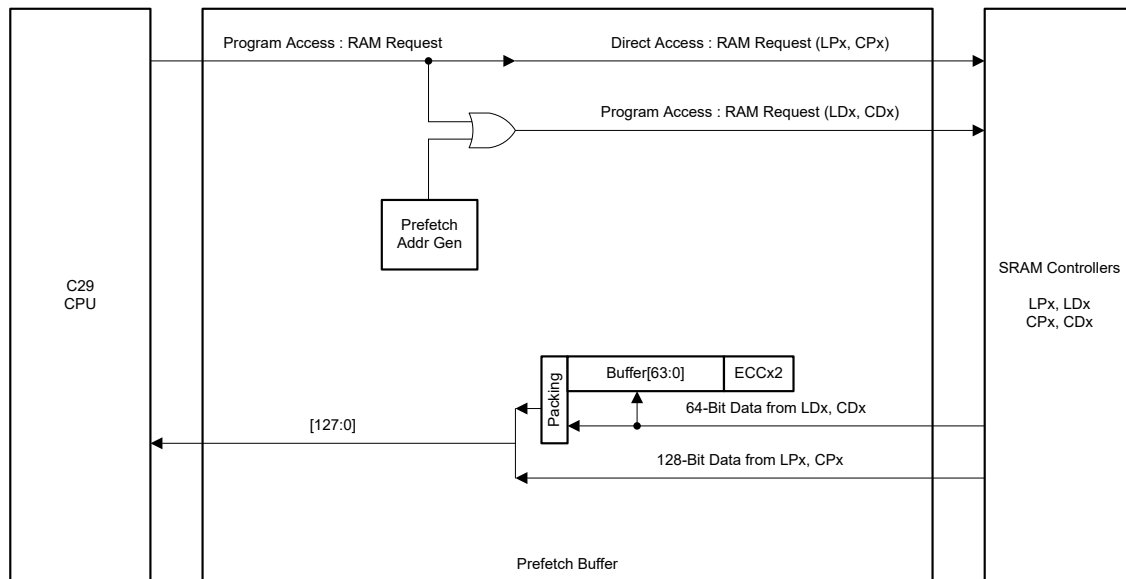 Program Access : RAM Request
Direct Access : RAM Request (LPx, CPx)
Program Access : RAM Request (LDx, CDx)
Prefetch
Addr Gen
C29
CPU
SRAM Controllers
LPx, LDx
CPx, CDx
Packing
Buffer[63:0]
ECCx2
64-Bit Data from LDx, CDx
[127:0]
128-Bit Data from LPx, CPx
Prefetch Buffer